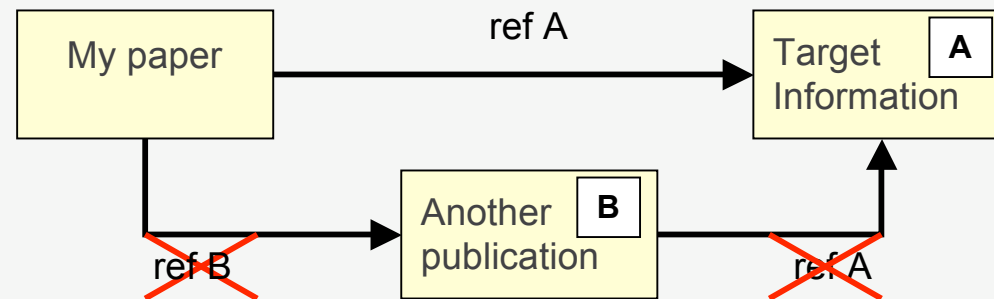 My paper
ref A
Target
Information
A
Another
publication
B
ref B
ref A